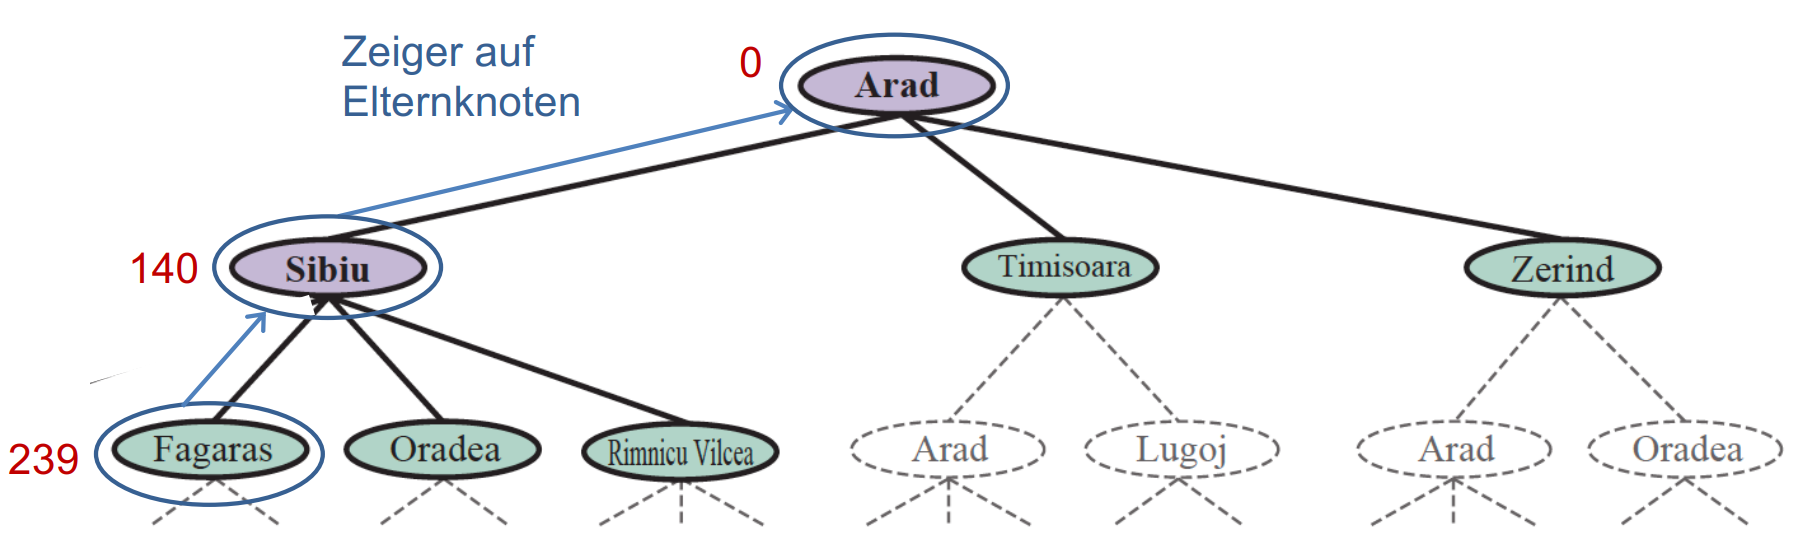 Zeiger auf
Elternknoten
0
Arad
140
Sibiu
Timisoara
Zerind
239
Fagaras
Oradea
Rimnicu Vilcea
Arad
Lugoj
Arad
Oradea